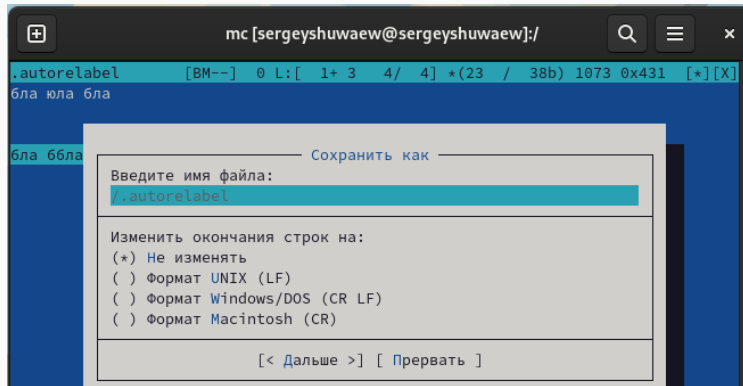 mc [sergeyshuwaew@sergeyshuwaew]:/
.autorelabel [BM--] 0 L:[ 1+ 3 4/ 4] *(23 / 38b) 1073 0x431 [*][X]
бла юла бла
бла ббла
Сохранить как
Введите имя файла:
/.autorelabel
Изменить окончания строк на:
(*) Не изменять
( ) Формат UNIX (LF)
( ) Формат Windows/DOS (CR LF)
( ) Формат Macintosh (CR)
[< Дальше >] [ Прервать ]